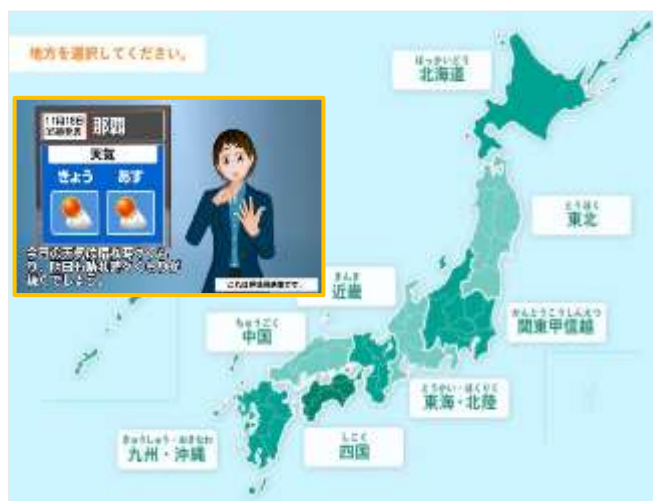 地方を選択してください。
ほっかいどう
北海道
那覇
天気
きょう あす
とうほく
東北
きんき
近畿
かんとうこうしんえつ
関東甲信越
ちゅうごく
中国
とうかい・ほくりく
東海・北陸
しこく
四国
きゅうしゅう・おきなわ
九州・沖縄